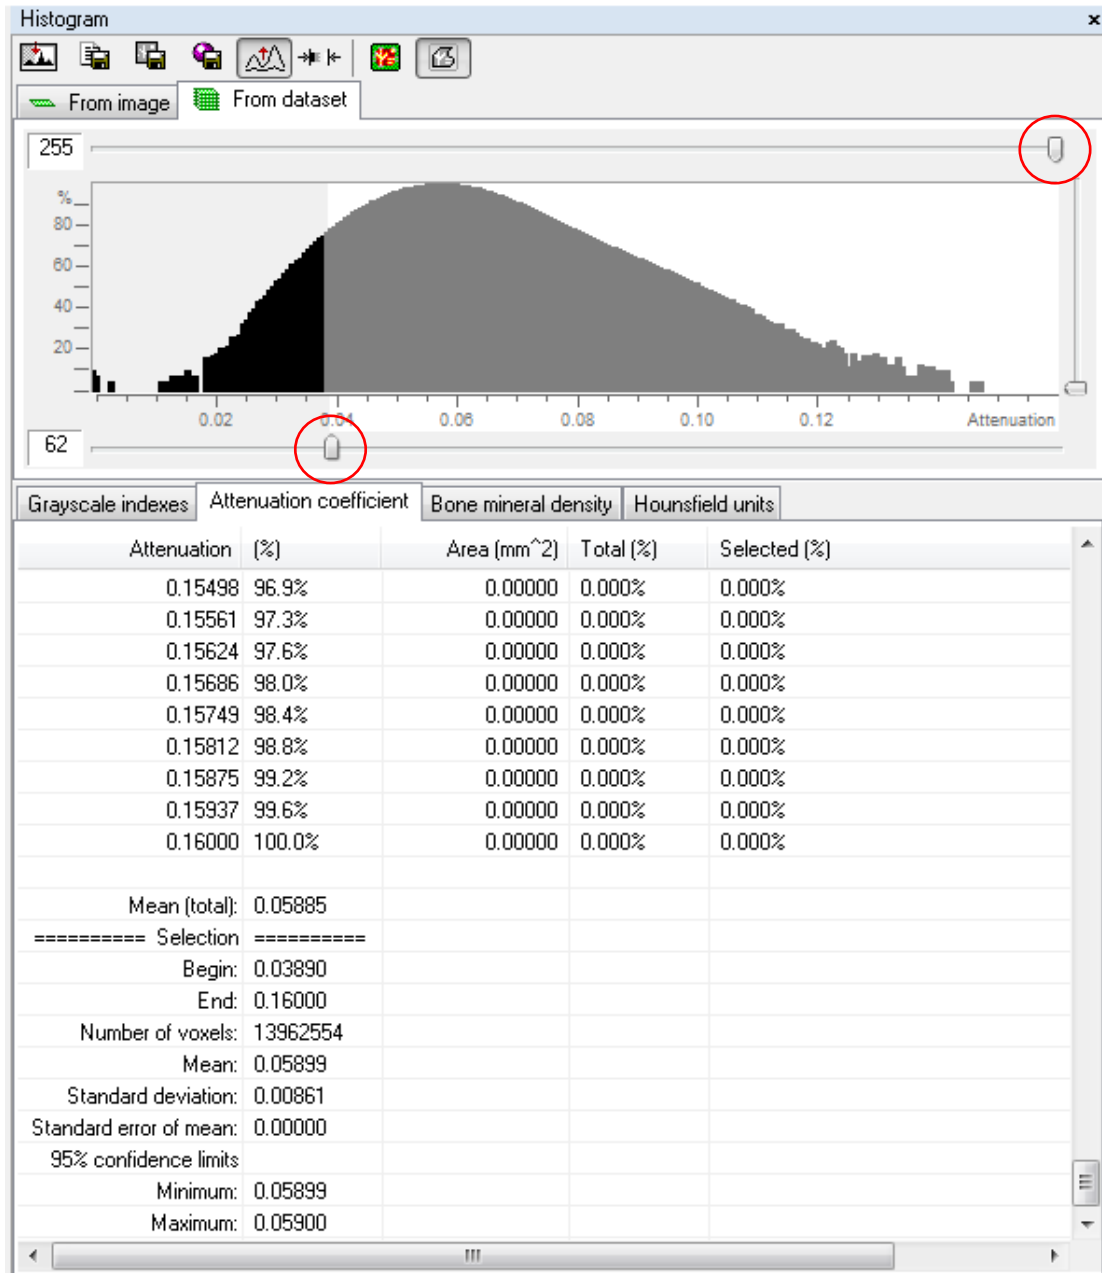 Histogram
From image From dataset
255
%
80
60
40
20
0.02 0.04 0.06 0.08 0.10 0.12 Attenuation
62
Grayscale indexes Attenuation coefficient Bone mineral density Hounsfield units
Attenuation (%) Area (mm^2) Total (%) Selected (%)
0.15498 96.9% 0.00000 0.000% 0.000%
0.15561 97.3% 0.00000 0.000% 0.000%
0.15624 97.6% 0.00000 0.000% 0.000%
0.15686 98.0% 0.00000 0.000% 0.000%
0.15749 98.4% 0.00000 0.000% 0.000%
0.15812 98.8% 0.00000 0.000% 0.000%
0.15875 99.2% 0.00000 0.000% 0.000%
0.15937 99.6% 0.00000 0.000% 0.000%
0.16000 100.0% 0.00000 0.000% 0.000%
Mean (total): 0.05885
========== Selection ==========
Begin: 0.03890
End: 0.16000
Number of voxels: 13962554
Mean: 0.05899
Standard deviation: 0.00861
Standard error of mean: 0.00000
95% confidence limits
Minimum: 0.05899
Maximum: 0.05900